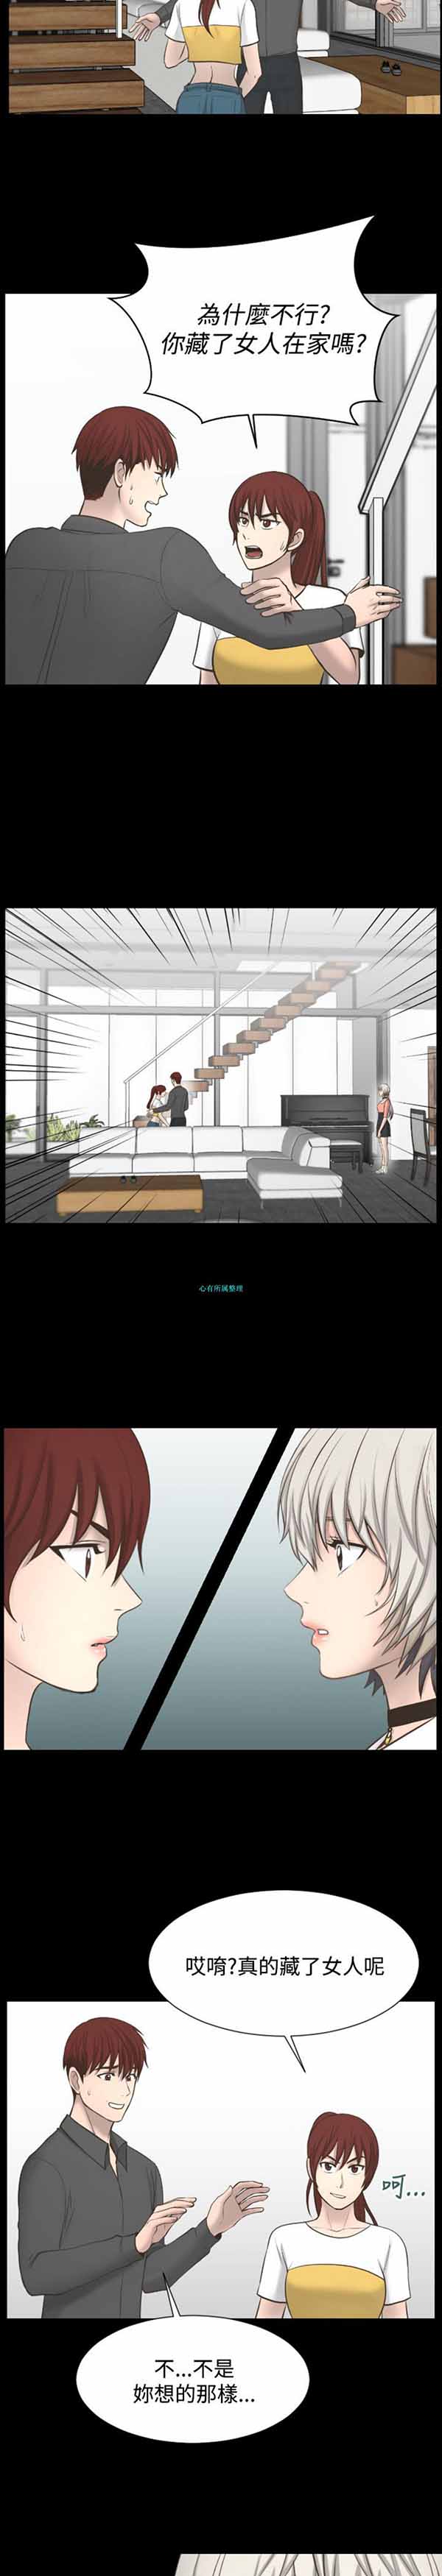 為什麼不行?
你藏了女人在家嗎?
心有所属整理
哎唷?真的藏了女人呢
呵...
不...不是
妳想的那樣...